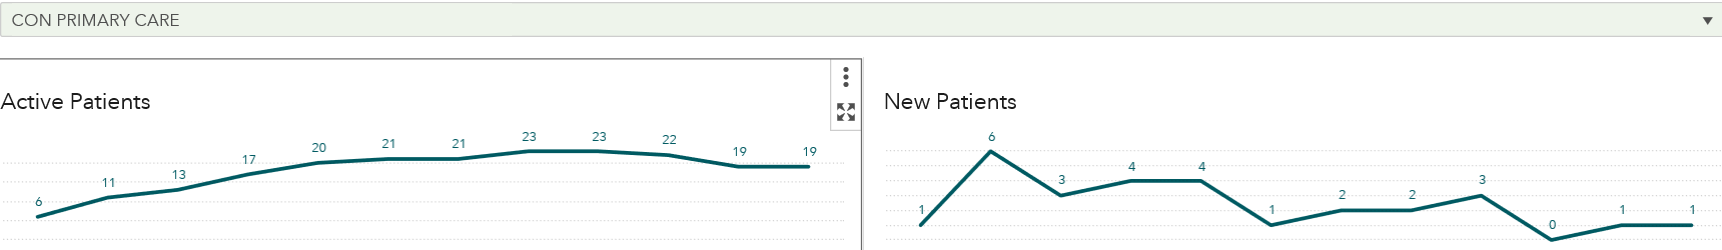 CON PRIMARY CARE
Active Patients
6 11 13 17 20 21 21 23 23 22 19 19
New Patients
1 6 3 4 4 1 2 2 3 0 1 1